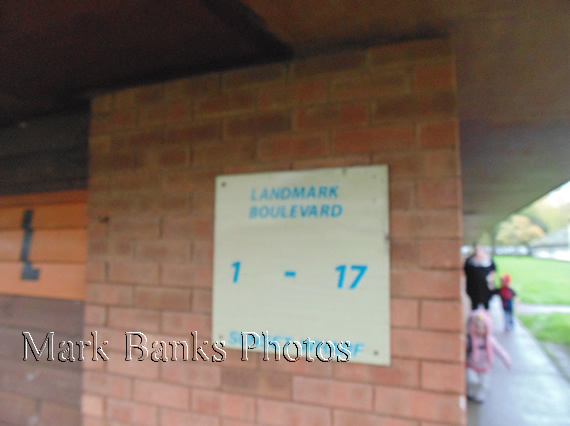 LANDMARK
BOULEVARD
1 - 17
L
Mark Banks Photos